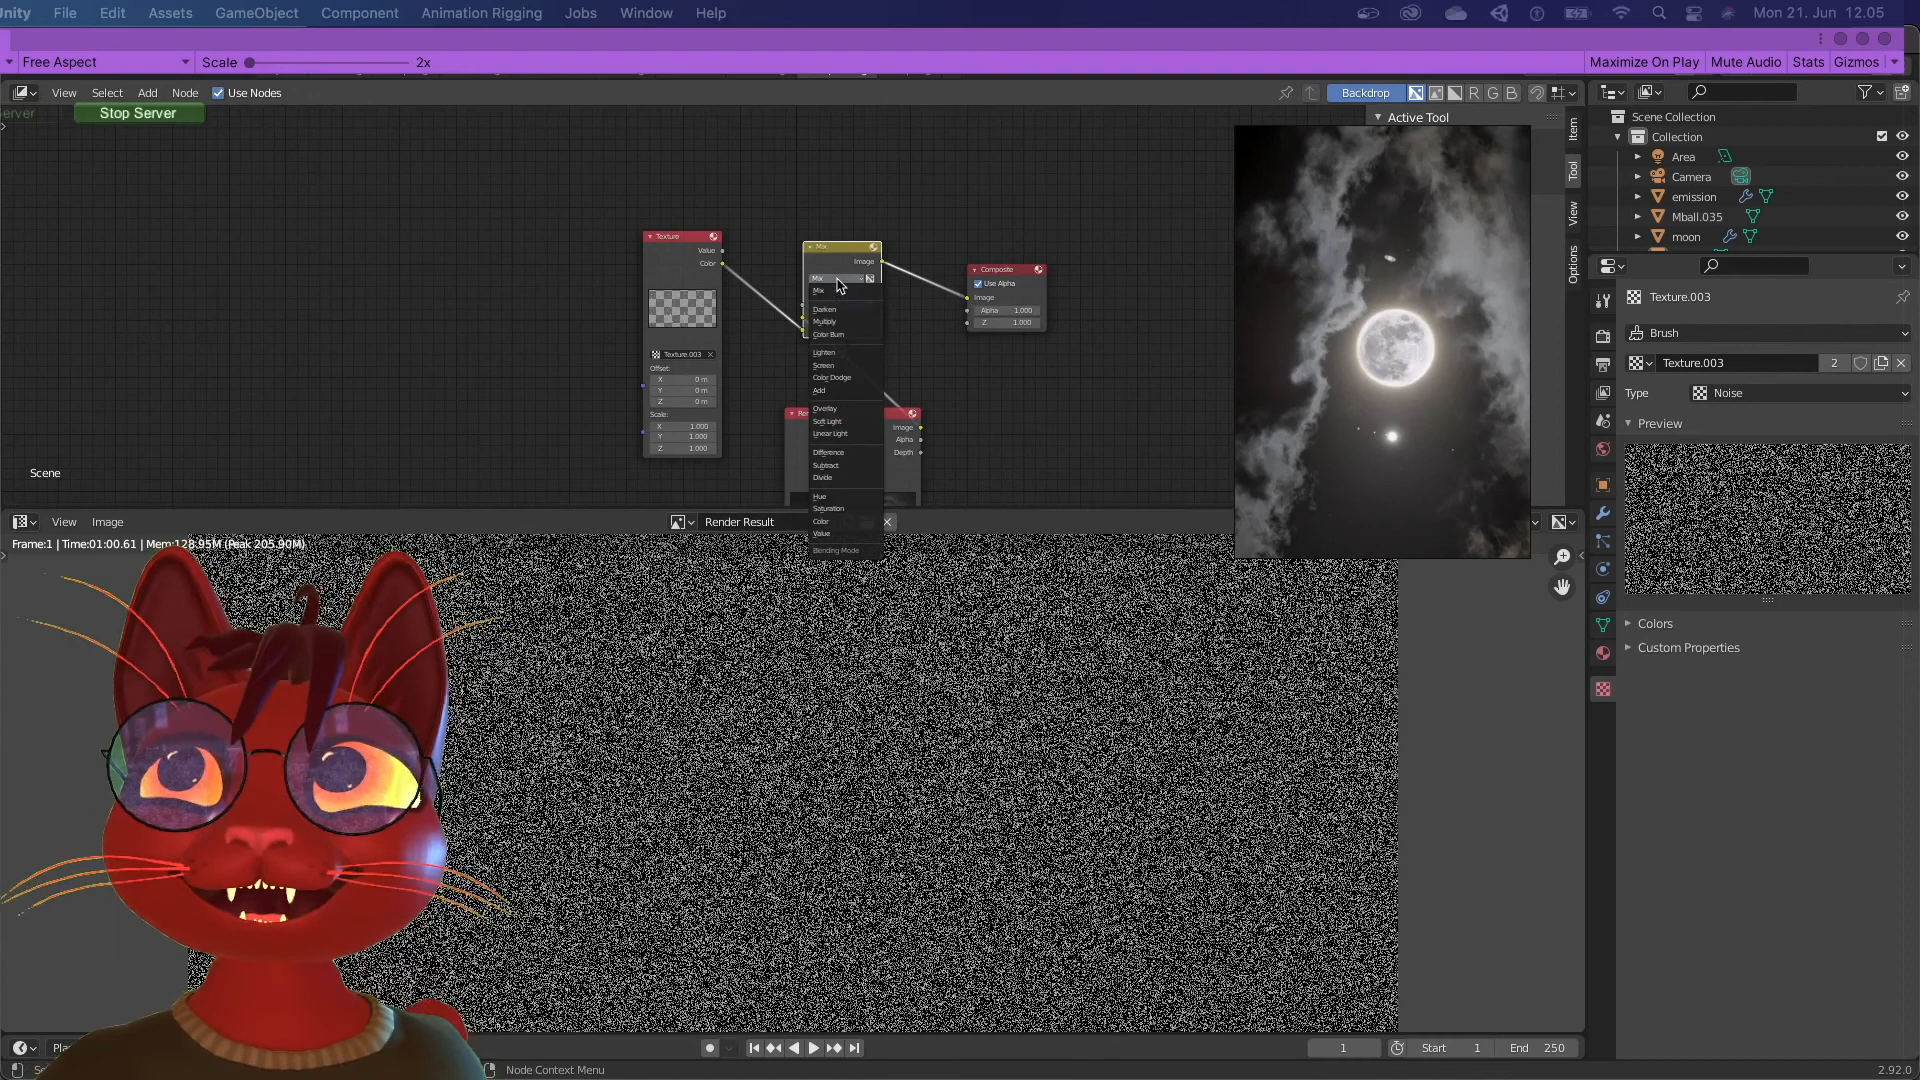 Unity File Edit Assets GameObject Component Animation Rigging Jobs Window Help Mon 21. Jun 12.05
Free Aspect Scale 2x Maximize On Play Mute Audio Stats Gizmos
View Select Add Node Use Nodes Backdrop R G B
Server Stop Server
Active Tool
Item
Tool
View
Options
Scene Collection
Collection
Area
Camera
emission
Mball.035
moon
Texture
Value
Color
Texture.003
Offset:
X 0 m
Y 0 m
Z 0 m
Scale:
X 1.000
Y 1.000
Z 1.000
Mix
Image
Mix
Mix
Darken
Multiply
Color Burn
Lighten
Screen
Color Dodge
Add
Overlay
Soft Light
Linear Light
Difference
Subtract
Divide
Hue
Saturation
Color
Value
Blending Mode
Composite
Use Alpha
Image
Alpha 1.000
Z 1.000
Image
Alpha
Depth
Scene
Texture.003
Brush
Texture.003 2
Type Noise
Preview
Colors
Custom Properties
View Image Render Result
Frame:1 | Time:01:00.61 | Mem:128.95M (Peak 205.90M)
1 Start 1 End 250
Node Context Menu 2.92.0